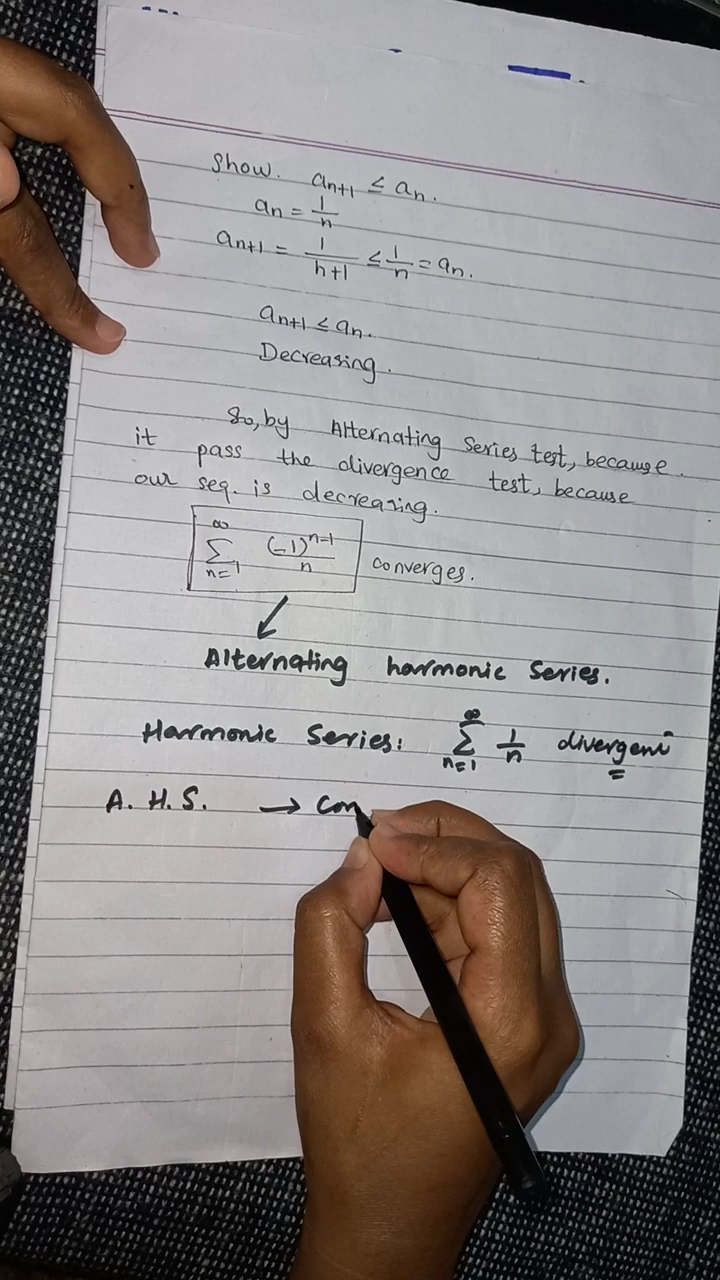 Show. aₙ₊₁ ≤ aₙ.
aₙ = 1/n
aₙ₊₁ = 1/(n+1) ≤ 1/n = aₙ.
aₙ₊₁ ≤ aₙ.
Decreasing.
So, by Alternating Series test, because
it pass the divergence test, because
our seq. is decreasing.
∞∑n=1 (-1)ⁿ⁻¹/n converges.
Alternating harmonic Series.
Harmonic Series: ∞∑n=1 1/n divergent
A. H. S. → Con